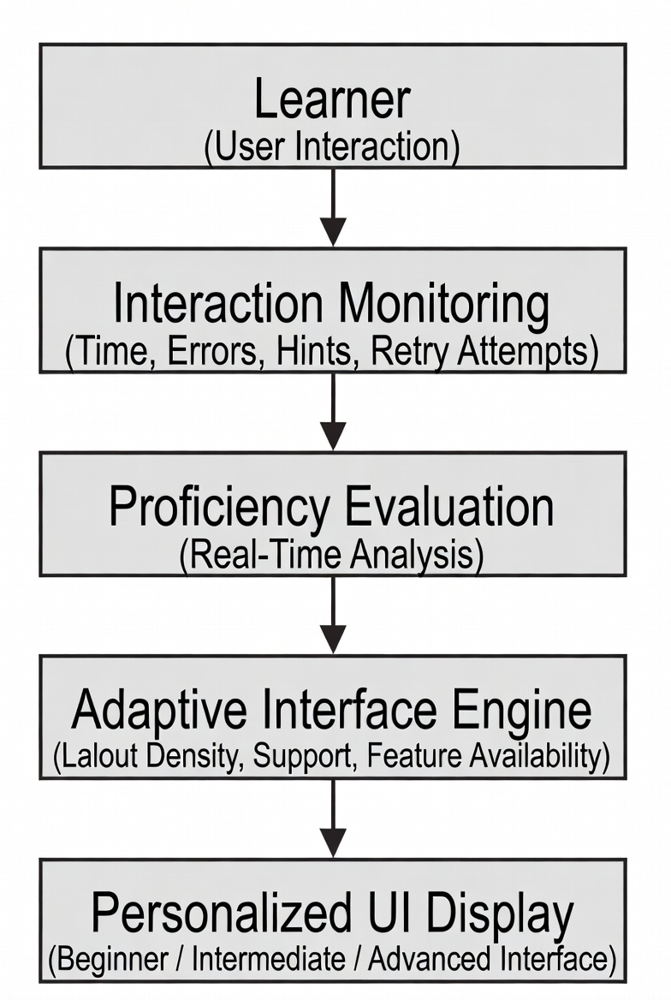 Learner
(User Interaction)
Interaction Monitoring
(Time, Errors, Hints, Retry Attempts)
Proficiency Evaluation
(Real-Time Analysis)
Adaptive Interface Engine
(Lalout Density, Support, Feature Availability)
Personalized UI Display
(Beginner / Intermediate / Advanced Interface)